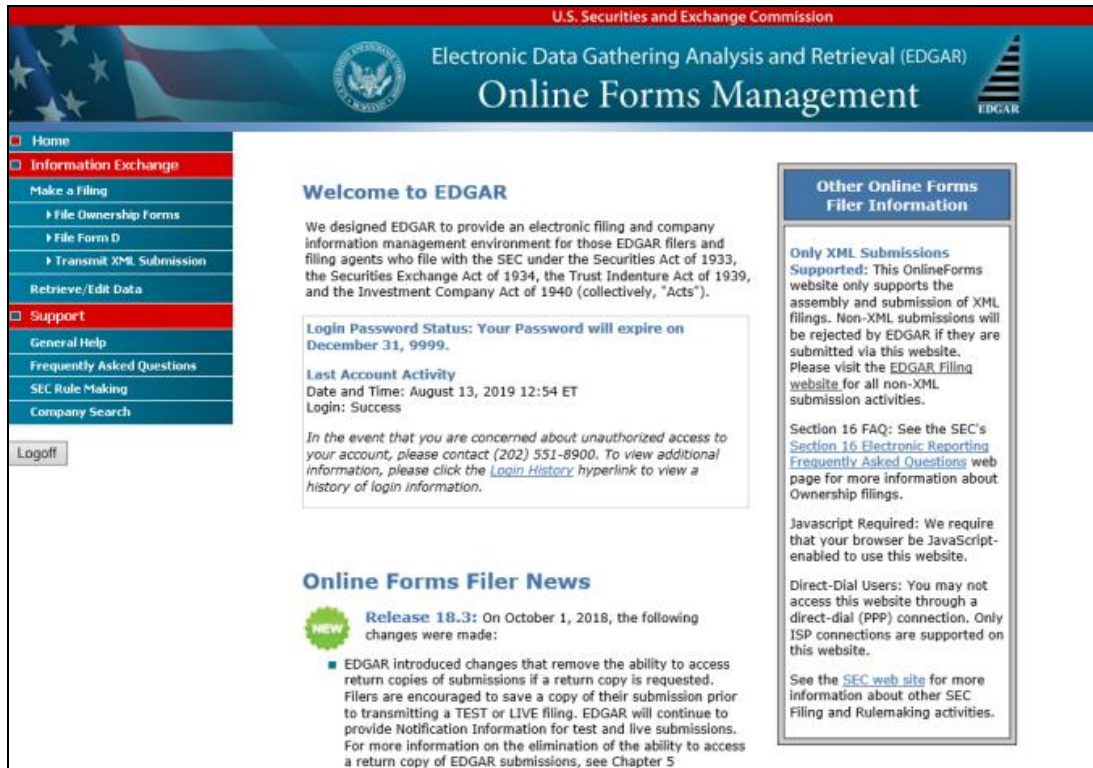 U.S. Securities and Exchange Commission
Electronic Data Gathering Analysis and Retrieval (EDGAR)
Online Forms Management
EDGAR
Home
Information Exchange
Make a Filing
File Ownership Forms
File Form D
Transmit XML Submission
Retrieve/Edit Data
Support
General Help
Frequently Asked Questions
SEC Rule Making
Company Search
Logoff
Welcome to EDGAR
We designed EDGAR to provide an electronic filing and company
information management environment for those EDGAR filers and
filing agents who file with the SEC under the Securities Act of 1933,
the Securities Exchange Act of 1934, the Trust Indenture Act of 1939,
and the Investment Company Act of 1940 (collectively, "Acts").
Login Password Status: Your Password will expire on
December 31, 9999.
Last Account Activity
Date and Time: August 13, 2019 12:54 ET
Login: Success
In the event that you are concerned about unauthorized access to
your account, please contact (202) 551-8900. To view additional
information, please click the Login History hyperlink to view a
history of login information.
Online Forms Filer News
NEW
Release 18.3: On October 1, 2018, the following
changes were made:
EDGAR introduced changes that remove the ability to access
return copies of submissions if a return copy is requested.
Filers are encouraged to save a copy of their submission prior
to transmitting a TEST or LIVE filing. EDGAR will continue to
provide Notification Information for test and live submissions.
For more information on the elimination of the ability to access
a return copy of EDGAR submissions, see Chapter 5
Other Online Forms
Filer Information
Only XML Submissions
Supported: This OnlineForms
website only supports the
assembly and submission of XML
filings. Non-XML submissions will
be rejected by EDGAR if they are
submitted via this website.
Please visit the EDGAR Filing
website for all non-XML
submission activities.
Section 16 FAQ: See the SEC's
Section 16 Electronic Reporting
Frequently Asked Questions web
page for more information about
Ownership filings.
Javascript Required: We require
that your browser be JavaScript-
enabled to use this website.
Direct-Dial Users: You may not
access this website through a
direct-dial (PPP) connection. Only
ISP connections are supported on
this website.
See the SEC web site for more
information about other SEC
Filing and Rulemaking activities.